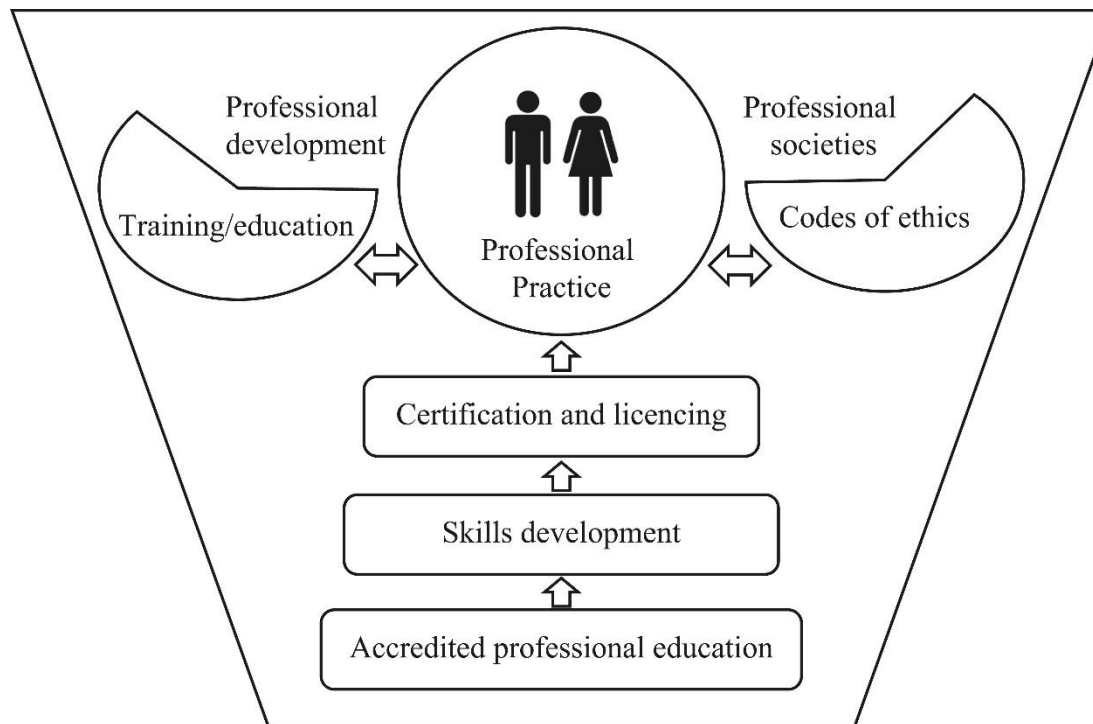 Professional
development
Training/education
Professional
Practice
Professional
societies
Codes of ethics
Certification and licencing
Skills development
Accredited professional education